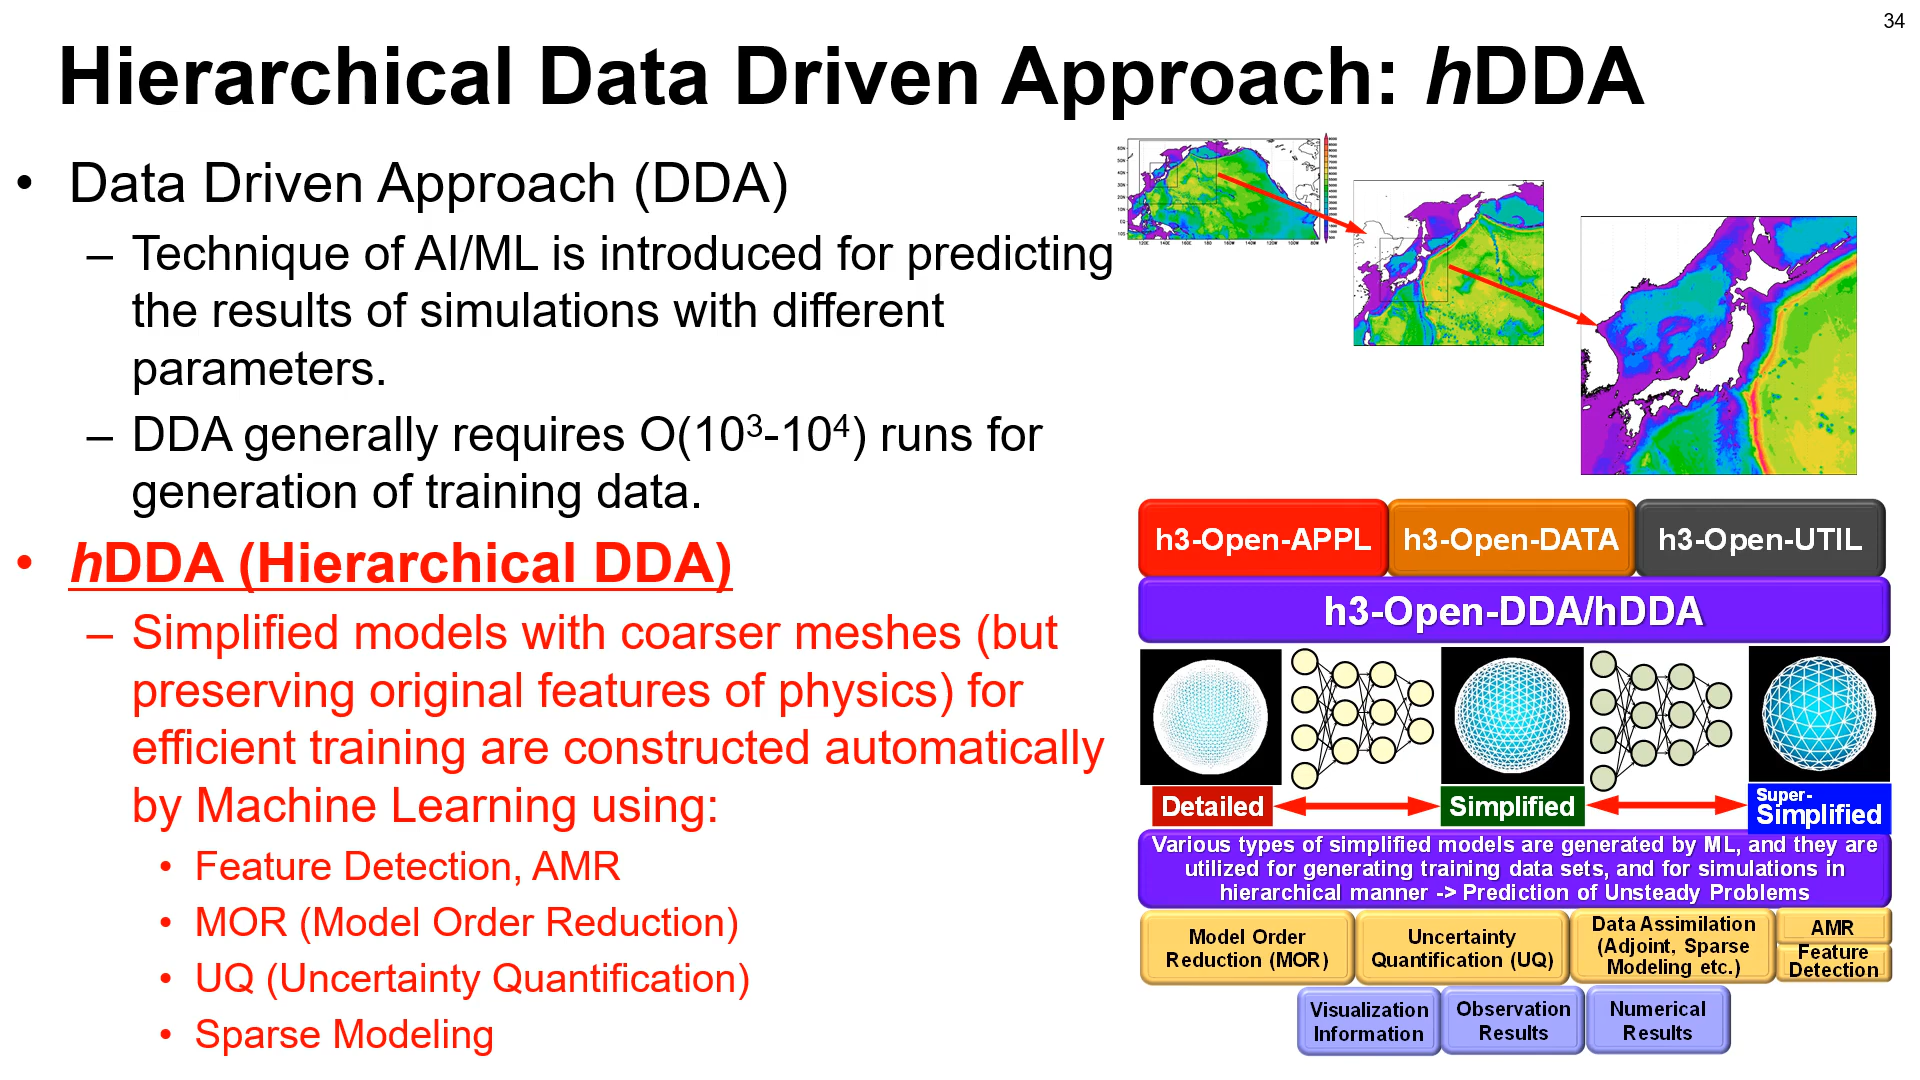 34
Hierarchical Data Driven Approach: hDDA
• Data Driven Approach (DDA)
– Technique of AI/ML is introduced for predicting
the results of simulations with different
parameters.
– DDA generally requires O(10³-10⁴) runs for
generation of training data.
• hDDA (Hierarchical DDA)
– Simplified models with coarser meshes (but
preserving original features of physics) for
efficient training are constructed automatically
by Machine Learning using:
• Feature Detection, AMR
• MOR (Model Order Reduction)
• UQ (Uncertainty Quantification)
• Sparse Modeling
h3-Open-APPL
h3-Open-DATA
h3-Open-UTIL
h3-Open-DDA/hDDA
Detailed
Simplified
Super-
Simplified
Various types of simplified models are generated by ML, and they are
utilized for generating training data sets, and for simulations in
hierarchical manner -> Prediction of Unsteady Problems
Model Order
Reduction (MOR)
Uncertainty
Quantification (UQ)
Data Assimilation
(Adjoint, Sparse
Modeling etc.)
AMR
Feature
Detection
Visualization
Information
Observation
Results
Numerical
Results